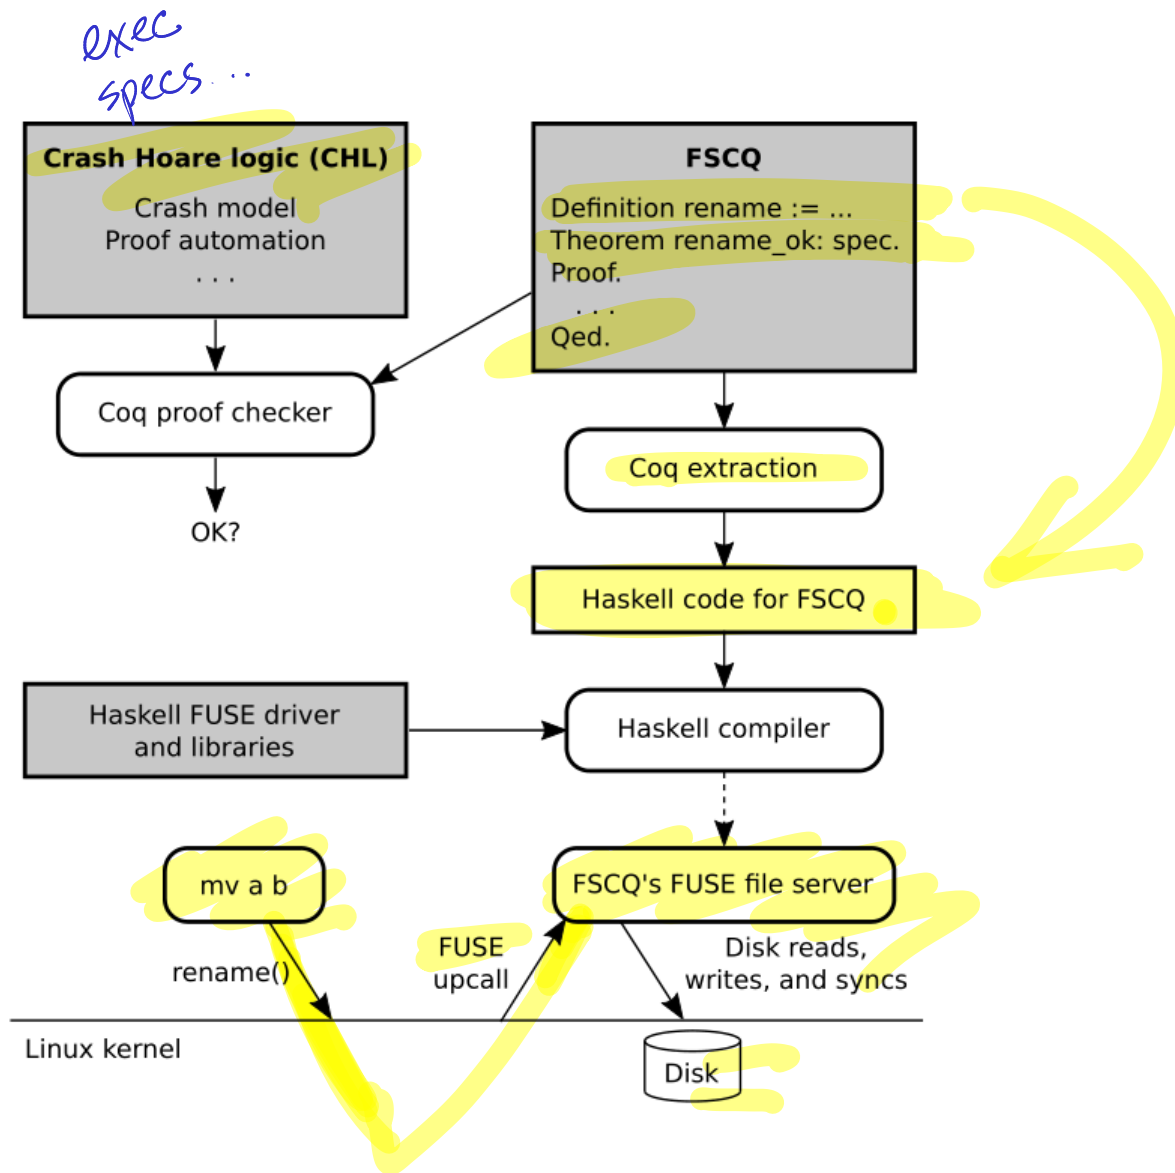 exec
specs...
Crash Hoare logic (CHL)
Crash model
Proof automation
. . .
FSCQ
Definition rename := ...
Theorem rename_ok: spec.
Proof.
. . .
Qed.
Coq proof checker
OK?
Coq extraction
Haskell code for FSCQ
Haskell FUSE driver
and libraries
Haskell compiler
mv a b
FSCQ's FUSE file server
rename()
FUSE
upcall
Disk reads,
writes, and syncs
Linux kernel
Disk